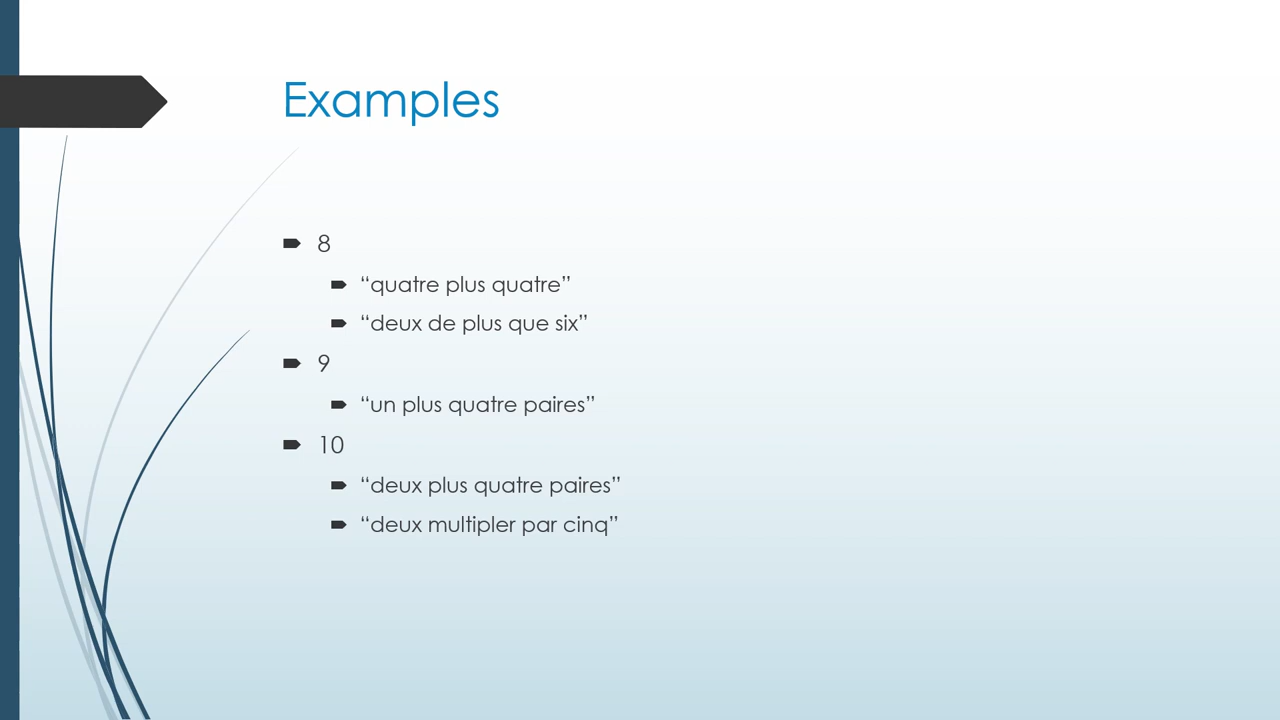 Examples
8
“quatre plus quatre”
“deux de plus que six”
9
“un plus quatre paires”
10
“deux plus quatre paires”
“deux multipler par cinq”